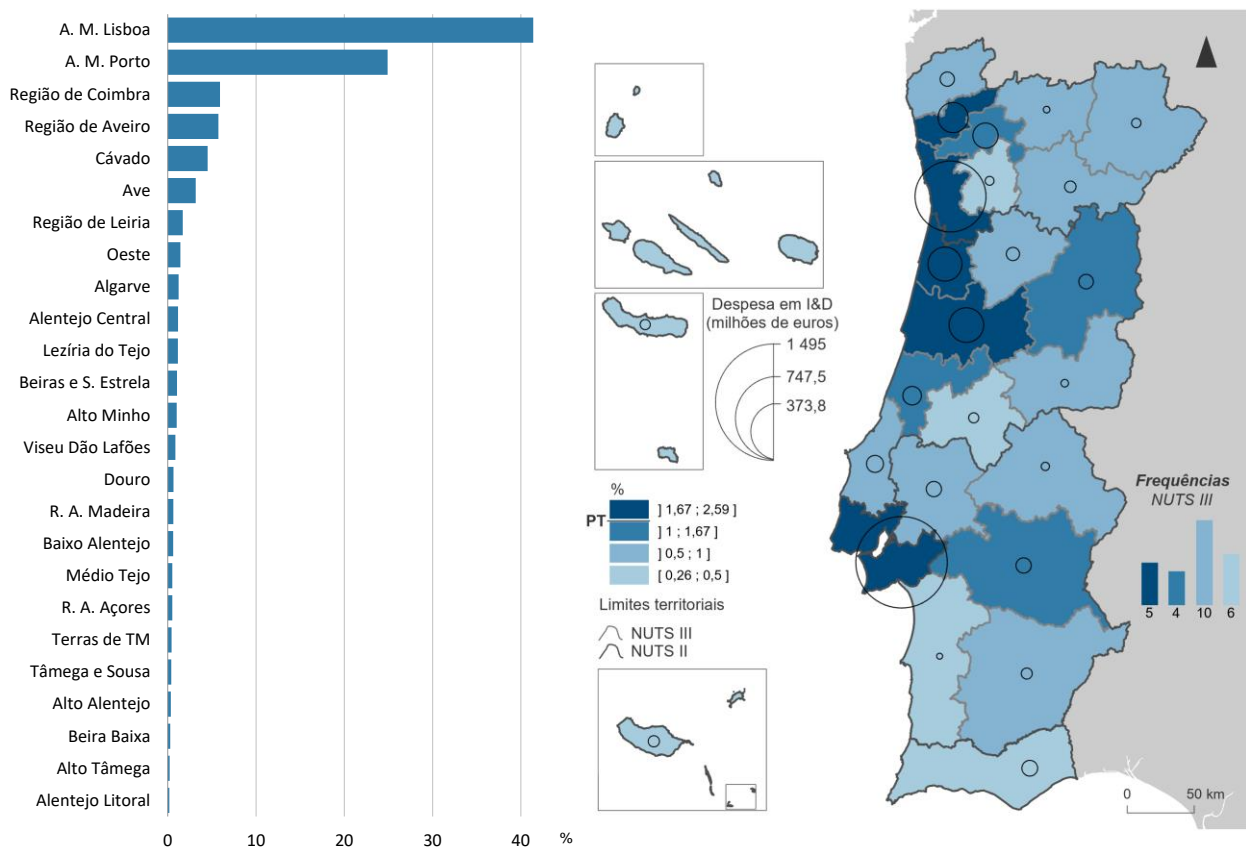 A. M. Lisboa
A. M. Porto
Região de Coimbra
Região de Aveiro
Cávado
Ave
Região de Leiria
Oeste
Algarve
Alentejo Central
Lezíria do Tejo
Beiras e S. Estrela
Alto Minho
Viseu Dão Lafões
Douro
R. A. Madeira
Baixo Alentejo
Médio Tejo
R. A. Açores
Terras de TM
Tâmega e Sousa
Alto Alentejo
Beira Baixa
Alto Tâmega
Alentejo Litoral
0 10 20 30 40 %
Despesa em I&D
(milhões de euros)
1 495
747,5
373,8
%
] 1,67 ; 2,59 ]
PT
] 1 ; 1,67 ]
] 0,5 ; 1 ]
[ 0,26 ; 0,5 ]
Limites territoriais
NUTS III
NUTS II
Frequências
NUTS III
5 4 10 6
0 50 km